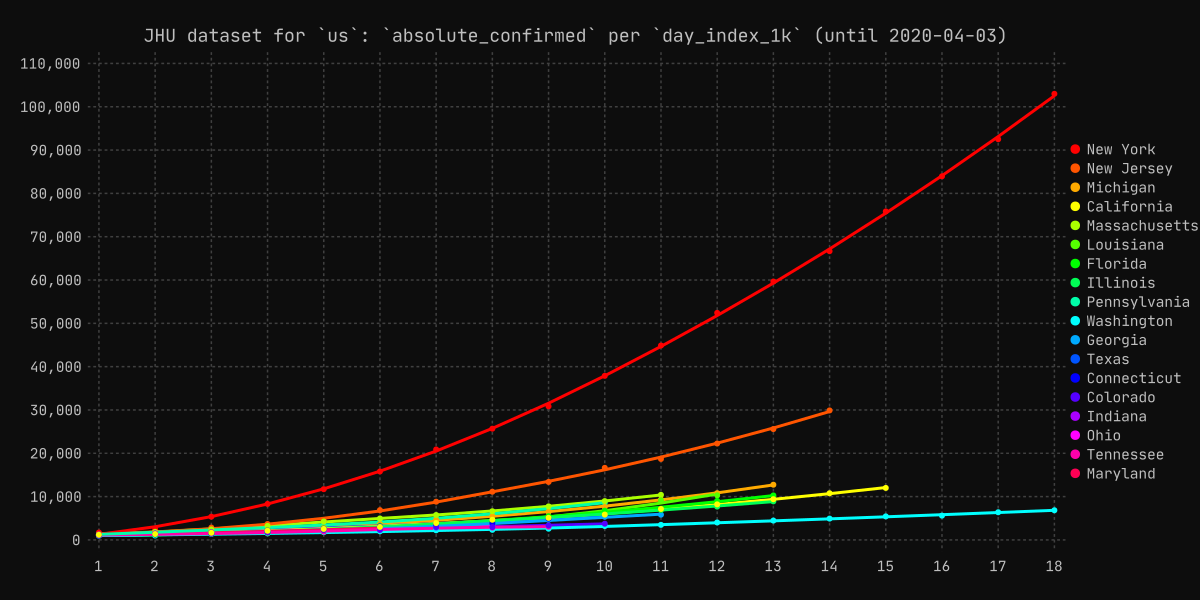 JHU dataset for `us`: `absolute_confirmed` per `day_index_1k` (until 2020-04-03)
110,000
100,000
90,000
80,000
70,000
60,000
50,000
40,000
30,000
20,000
10,000
0
1 2 3 4 5 6 7 8 9 10 11 12 13 14 15 16 17 18
New York
New Jersey
Michigan
California
Massachusetts
Louisiana
Florida
Illinois
Pennsylvania
Washington
Georgia
Texas
Connecticut
Colorado
Indiana
Ohio
Tennessee
Maryland